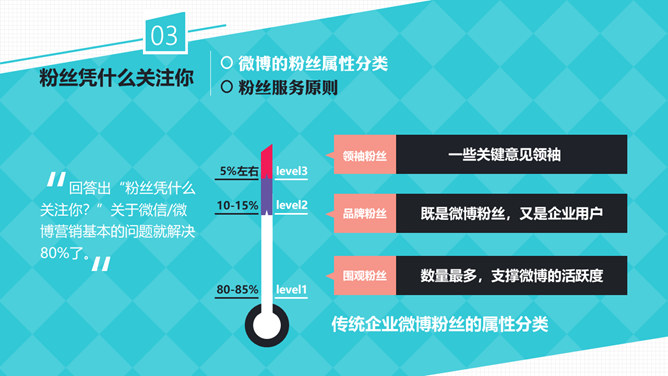 03
粉丝凭什么关注你
微博的粉丝属性分类
粉丝服务原则
“
回答出“粉丝凭什么
关注你？”关于微信/微
博营销基本的问题就解决
80%了。
”
5%左右 level3
10-15% level2
80-85% level1
领袖粉丝 一些关键意见领袖
品牌粉丝 既是微博粉丝，又是企业用户
围观粉丝 数量最多，支撑微博的活跃度
传统企业微博粉丝的属性分类